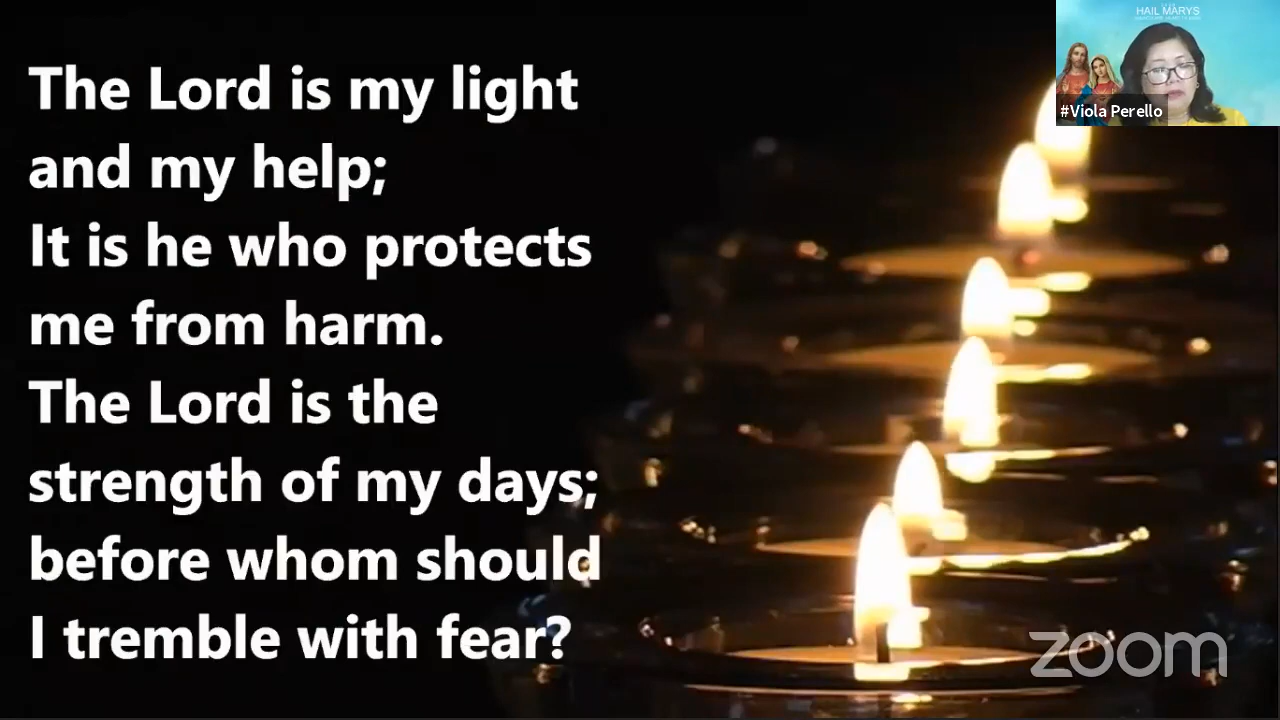 The Lord is my light
and my help;
It is he who protects
me from harm.
The Lord is the
strength of my days;
before whom should
I tremble with fear?
HAIL MARYS
#Viola Perello
zoom